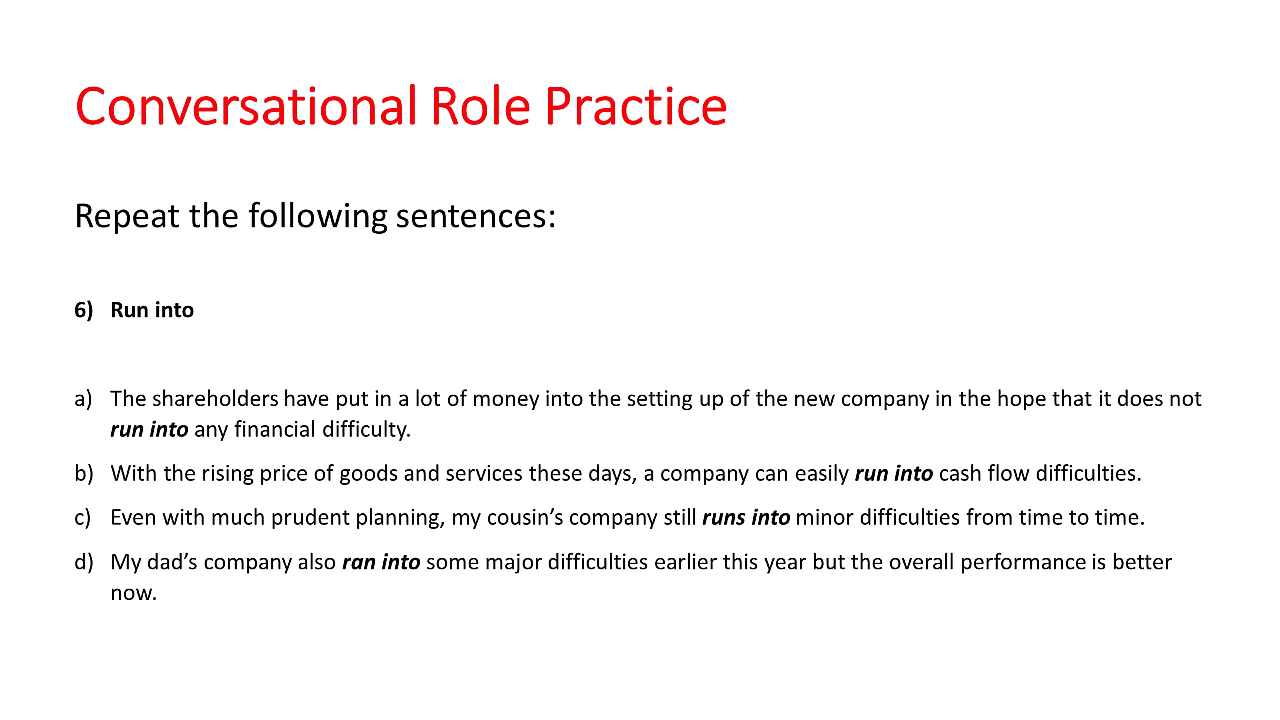 Conversational Role Practice
Repeat the following sentences:
6) Run into
a) The shareholders have put in a lot of money into the setting up of the new company in the hope that it does not
run into any financial difficulty.
b) With the rising price of goods and services these days, a company can easily run into cash flow difficulties.
c) Even with much prudent planning, my cousin’s company still runs into minor difficulties from time to time.
d) My dad’s company also ran into some major difficulties earlier this year but the overall performance is better
now.